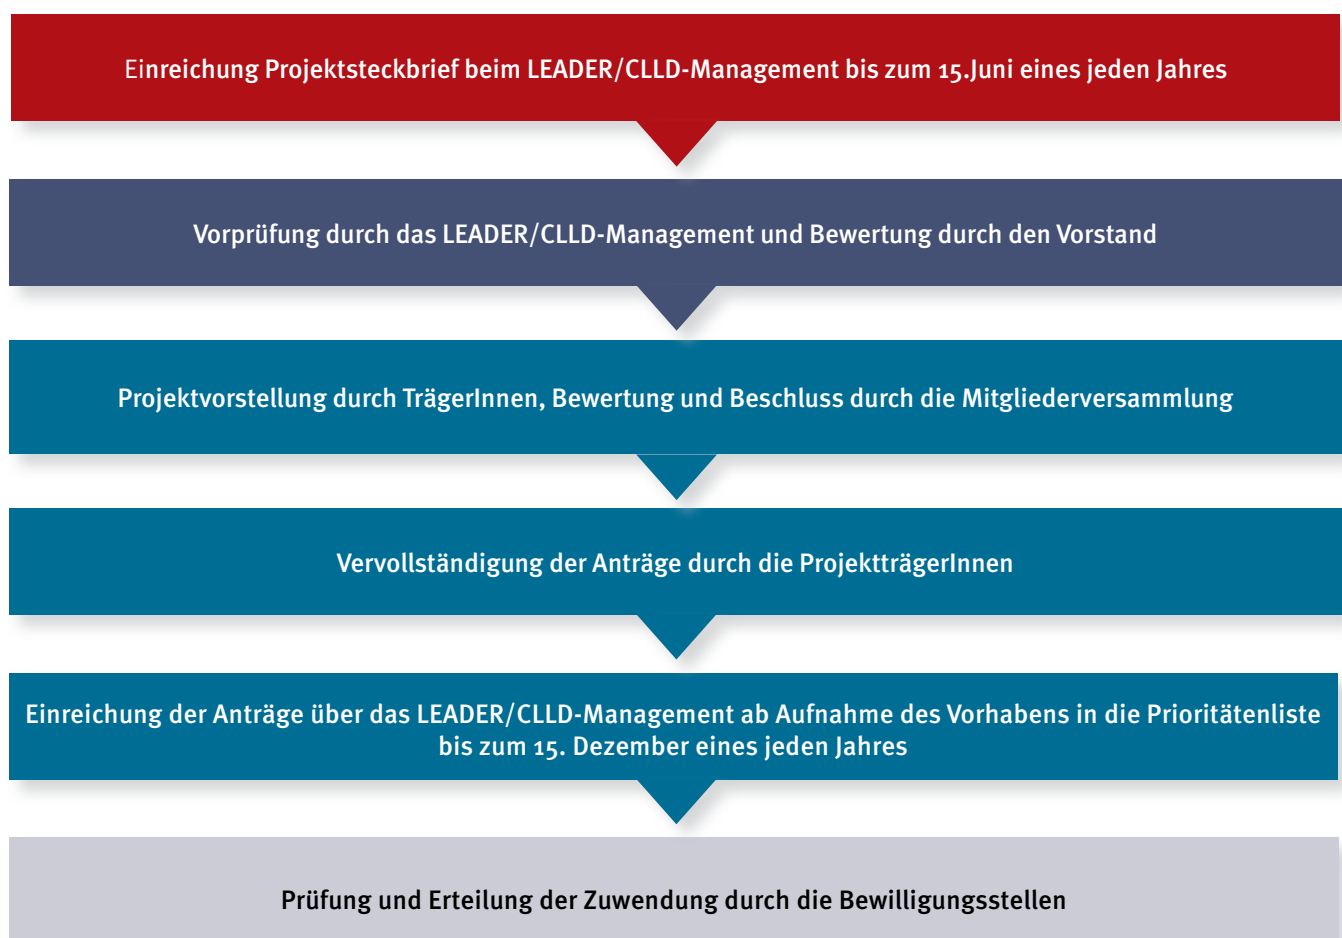 Einreichung Projektsteckbrief beim LEADER/CLLD-Management bis zum 15.Juni eines jeden Jahres
Vorprüfung durch das LEADER/CLLD-Management und Bewertung durch den Vorstand
Projektvorstellung durch TrägerInnen, Bewertung und Beschluss durch die Mitgliederversammlung
Vervollständigung der Anträge durch die ProjektträgerInnen
Einreichung der Anträge über das LEADER/CLLD-Management ab Aufnahme des Vorhabens in die Prioritätenliste
bis zum 15. Dezember eines jeden Jahres
Prüfung und Erteilung der Zuwendung durch die Bewilligungsstellen